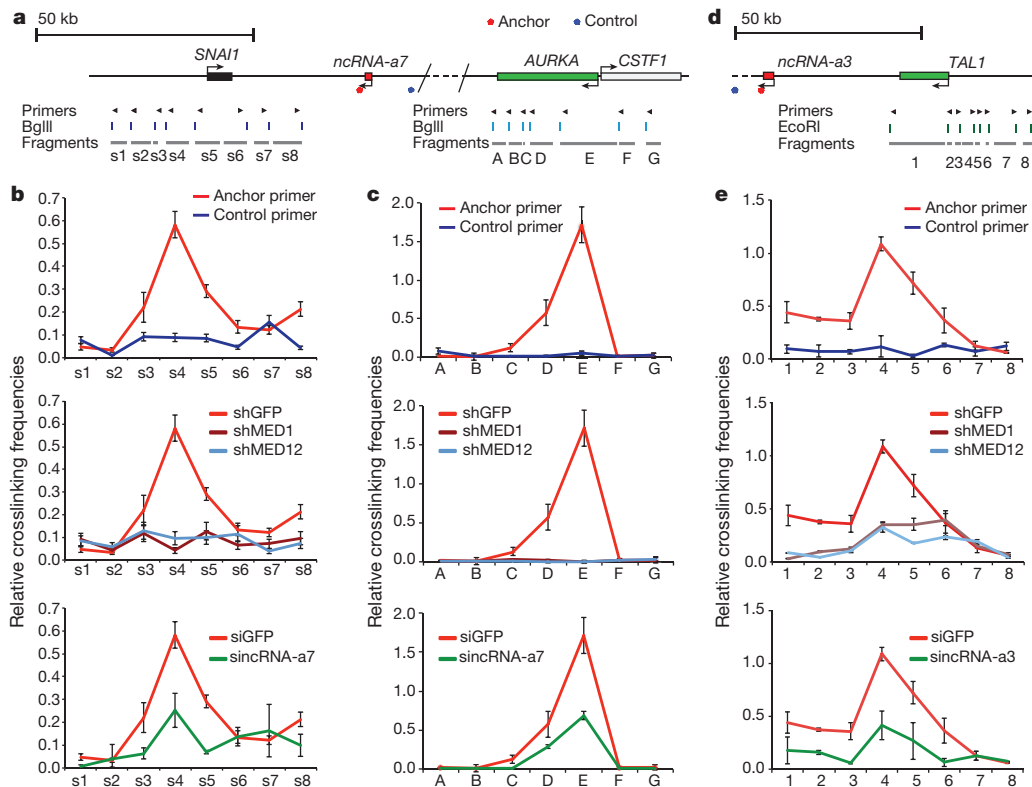 a
50 kb
SNAI1
ncRNA-a7
Anchor
Control
AURKA
CSTF1
Primers
BglII
Fragments
s1 s2 s3 s4 s5 s6 s7 s8
Primers
BglII
Fragments
A B C D E F G
d
50 kb
ncRNA-a3
TAL1
Primers
EcoRI
Fragments
1 2 3 4 5 6 7 8
b
Relative crosslinking frequencies
Anchor primer
Control primer
0.7
0.6
0.5
0.4
0.3
0.2
0.1
0.0
s1 s2 s3 s4 s5 s6 s7 s8
shGFP
shMED1
shMED12
0.7
0.6
0.5
0.4
0.3
0.2
0.1
0.0
s1 s2 s3 s4 s5 s6 s7 s8
siGFP
sincRNA-a7
0.7
0.6
0.5
0.4
0.3
0.2
0.1
0.0
s1 s2 s3 s4 s5 s6 s7 s8
c
Relative crosslinking frequencies
Anchor primer
Control primer
2.0
1.5
1.0
0.5
0.0
A B C D E F G
shGFP
shMED1
shMED12
2.0
1.5
1.0
0.5
0.0
A B C D E F G
siGFP
sincRNA-a7
2.0
1.5
1.0
0.5
0.0
A B C D E F G
e
Relative crosslinking frequencies
Anchor primer
Control primer
1.5
1.0
0.5
0.0
1 2 3 4 5 6 7 8
shGFP
shMED1
shMED12
1.5
1.0
0.5
0.0
1 2 3 4 5 6 7 8
siGFP
sincRNA-a3
1.5
1.0
0.5
0.0
1 2 3 4 5 6 7 8